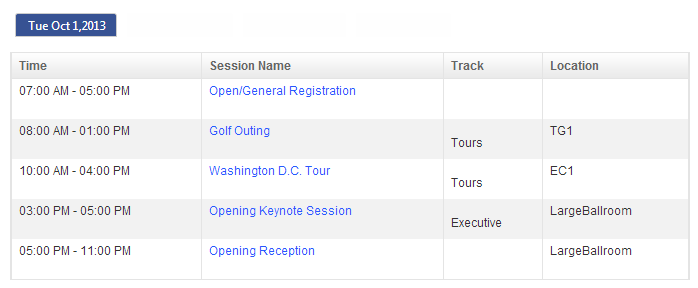 Tue Oct 1,2013
Time Session Name Track Location
07:00 AM - 05:00 PM Open/General Registration
08:00 AM - 01:00 PM Golf Outing Tours TG1
10:00 AM - 04:00 PM Washington D.C. Tour Tours EC1
03:00 PM - 05:00 PM Opening Keynote Session Executive LargeBallroom
05:00 PM - 11:00 PM Opening Reception LargeBallroom